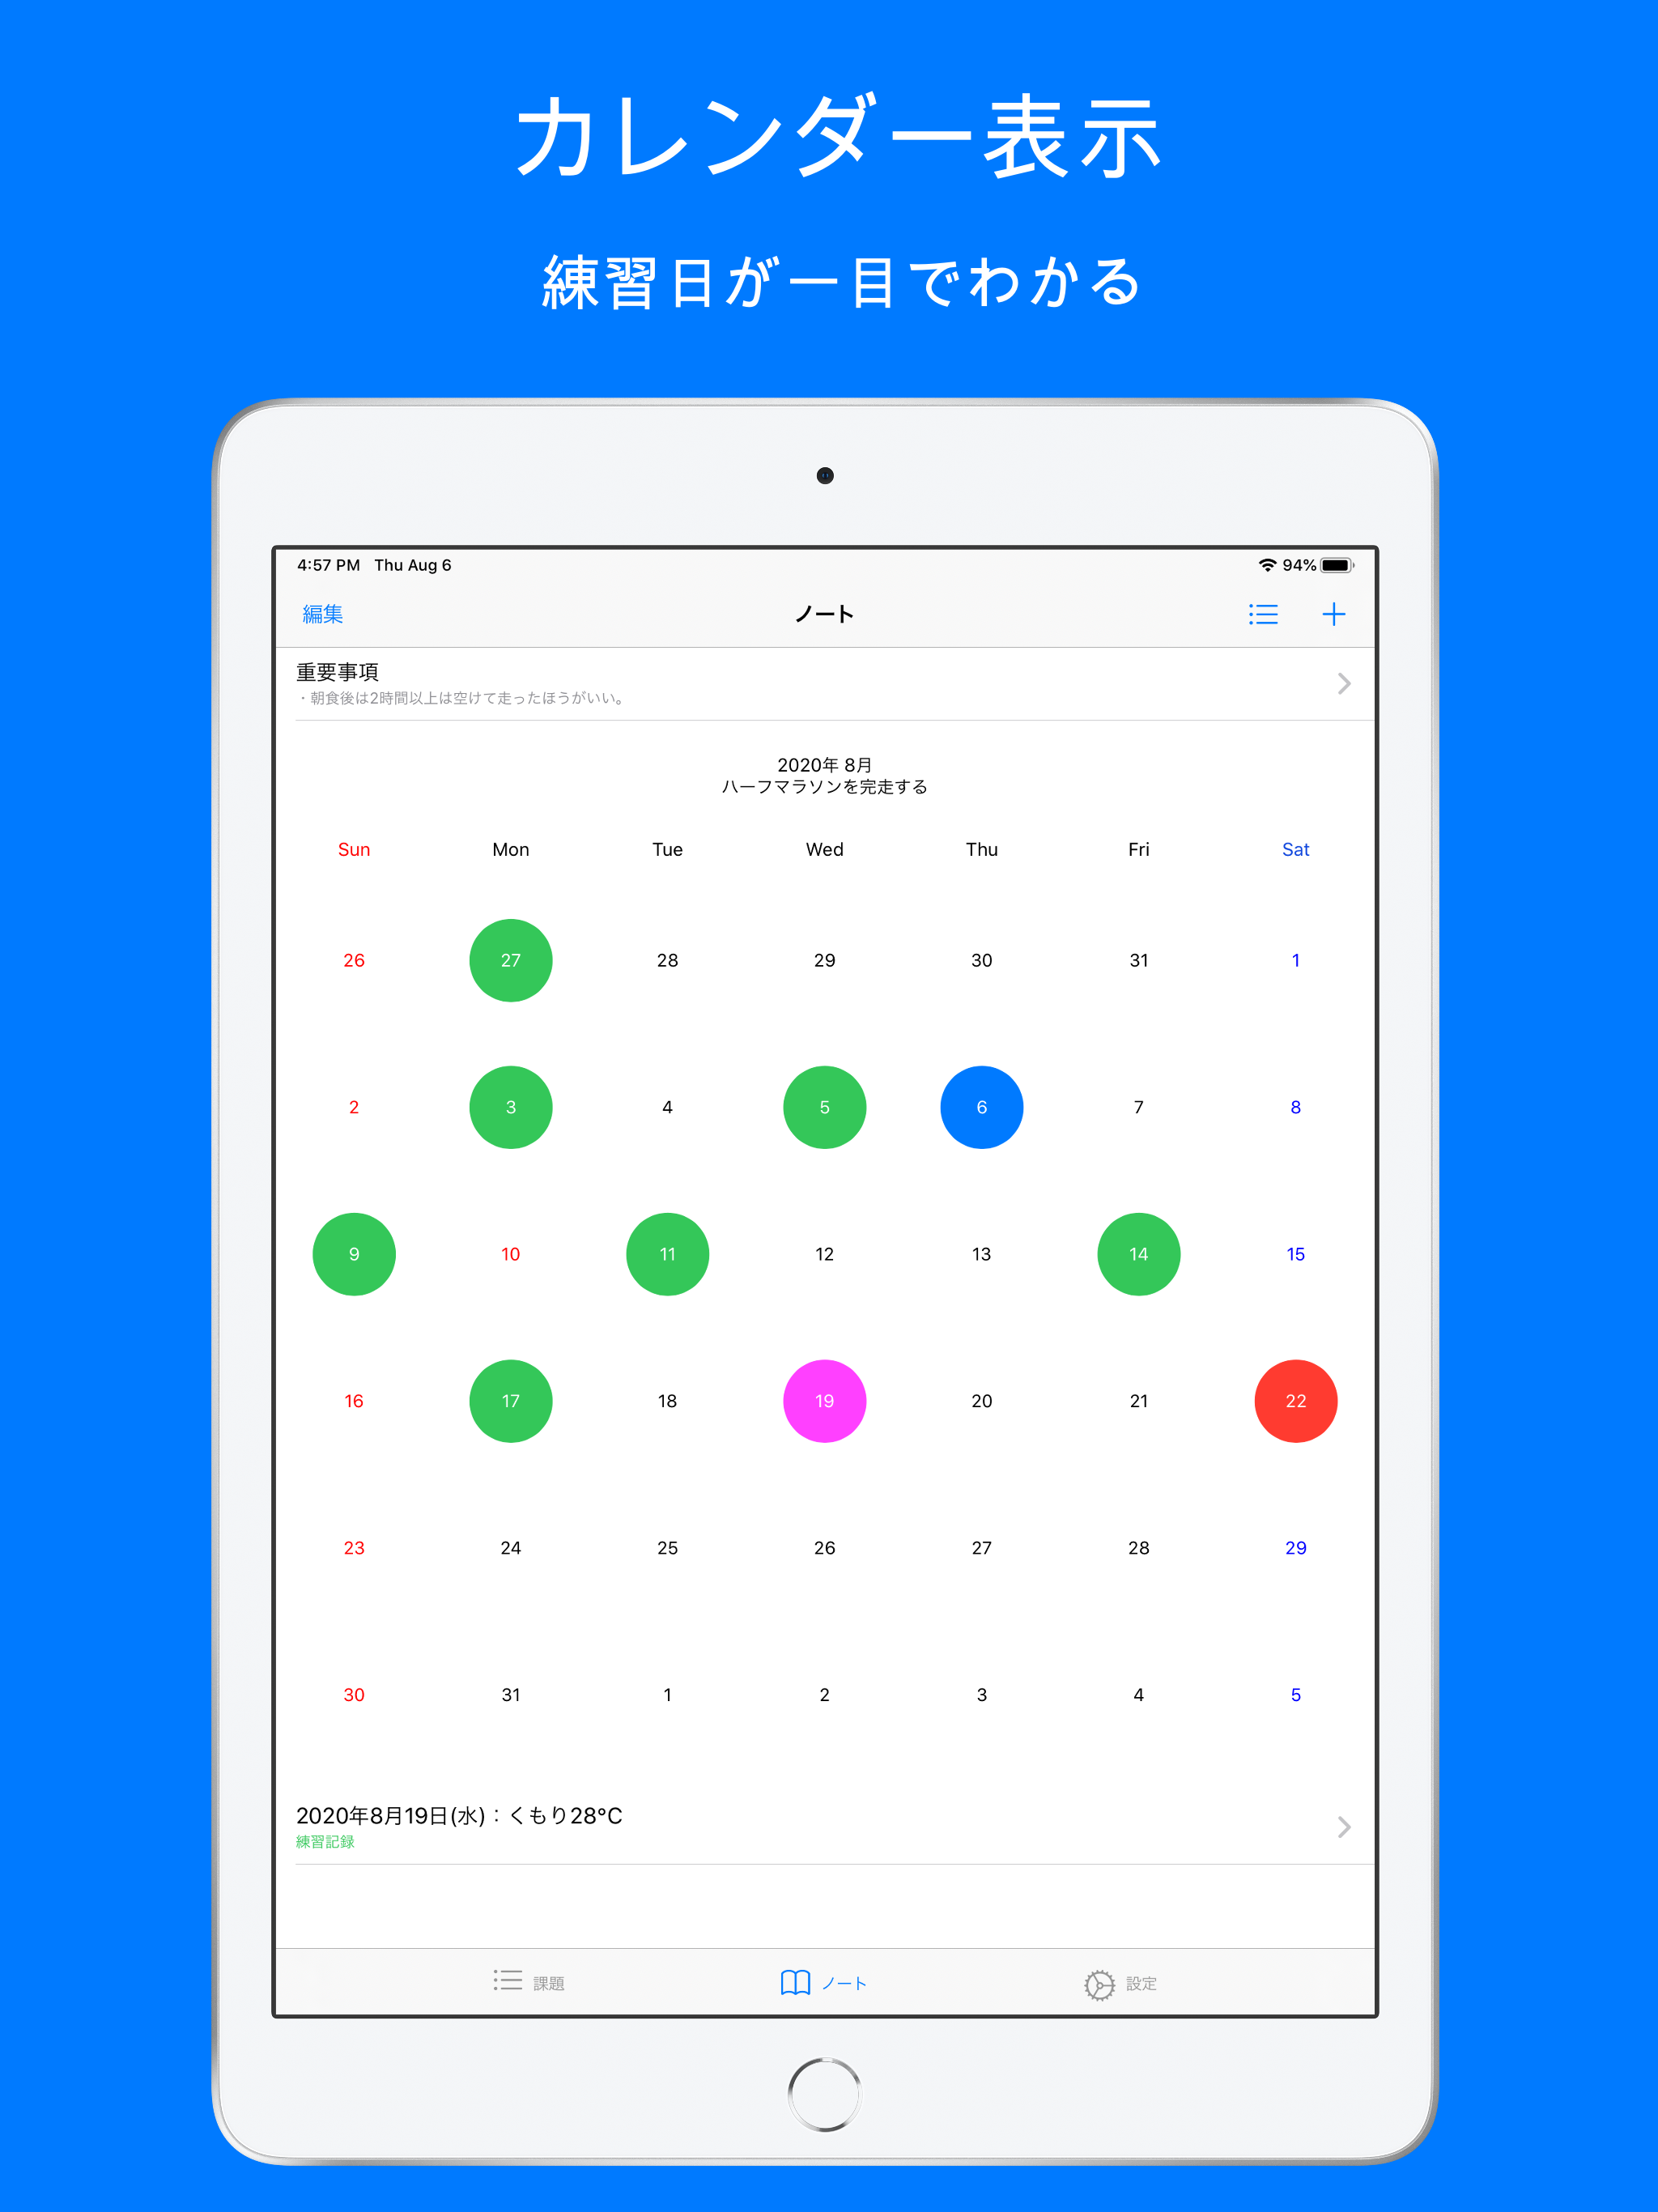 カレンダー表示
練習日が一目でわかる
4:57 PM Thu Aug 6 94%
編集 ノート
重要事項
・朝食後は2時間以上は空けて走ったほうがいい。
2020年 8月
ハーフマラソンを完走する
Sun Mon Tue Wed Thu Fri Sat
26 27 28 29 30 31 1
2 3 4 5 6 7 8
9 10 11 12 13 14 15
16 17 18 19 20 21 22
23 24 25 26 27 28 29
30 31 1 2 3 4 5
2020年8月19日(水)：くもり28°C
練習記録
課題 ノート 設定